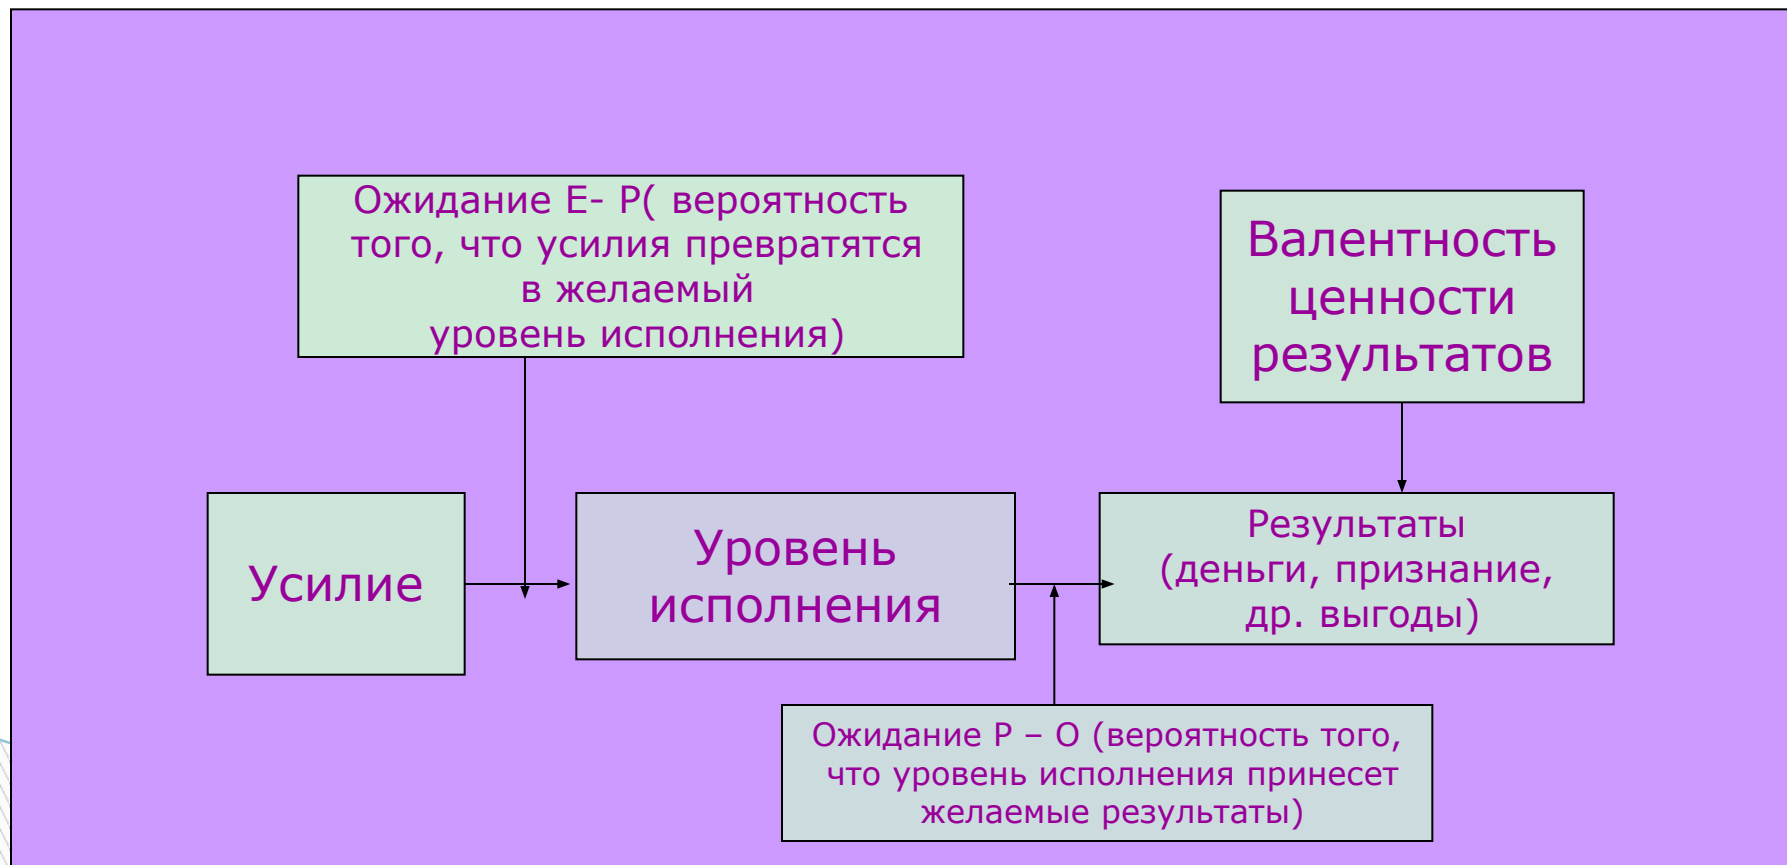 Ожидание Е- Р( вероятность
того, что усилия превратятся
в желаемый
уровень исполнения)
Валентность
ценности
результатов
Усилие
Уровень
исполнения
Результаты
(деньги, признание,
др. выгоды)
Ожидание Р – О (вероятность того,
что уровень исполнения принесет
желаемые результаты)